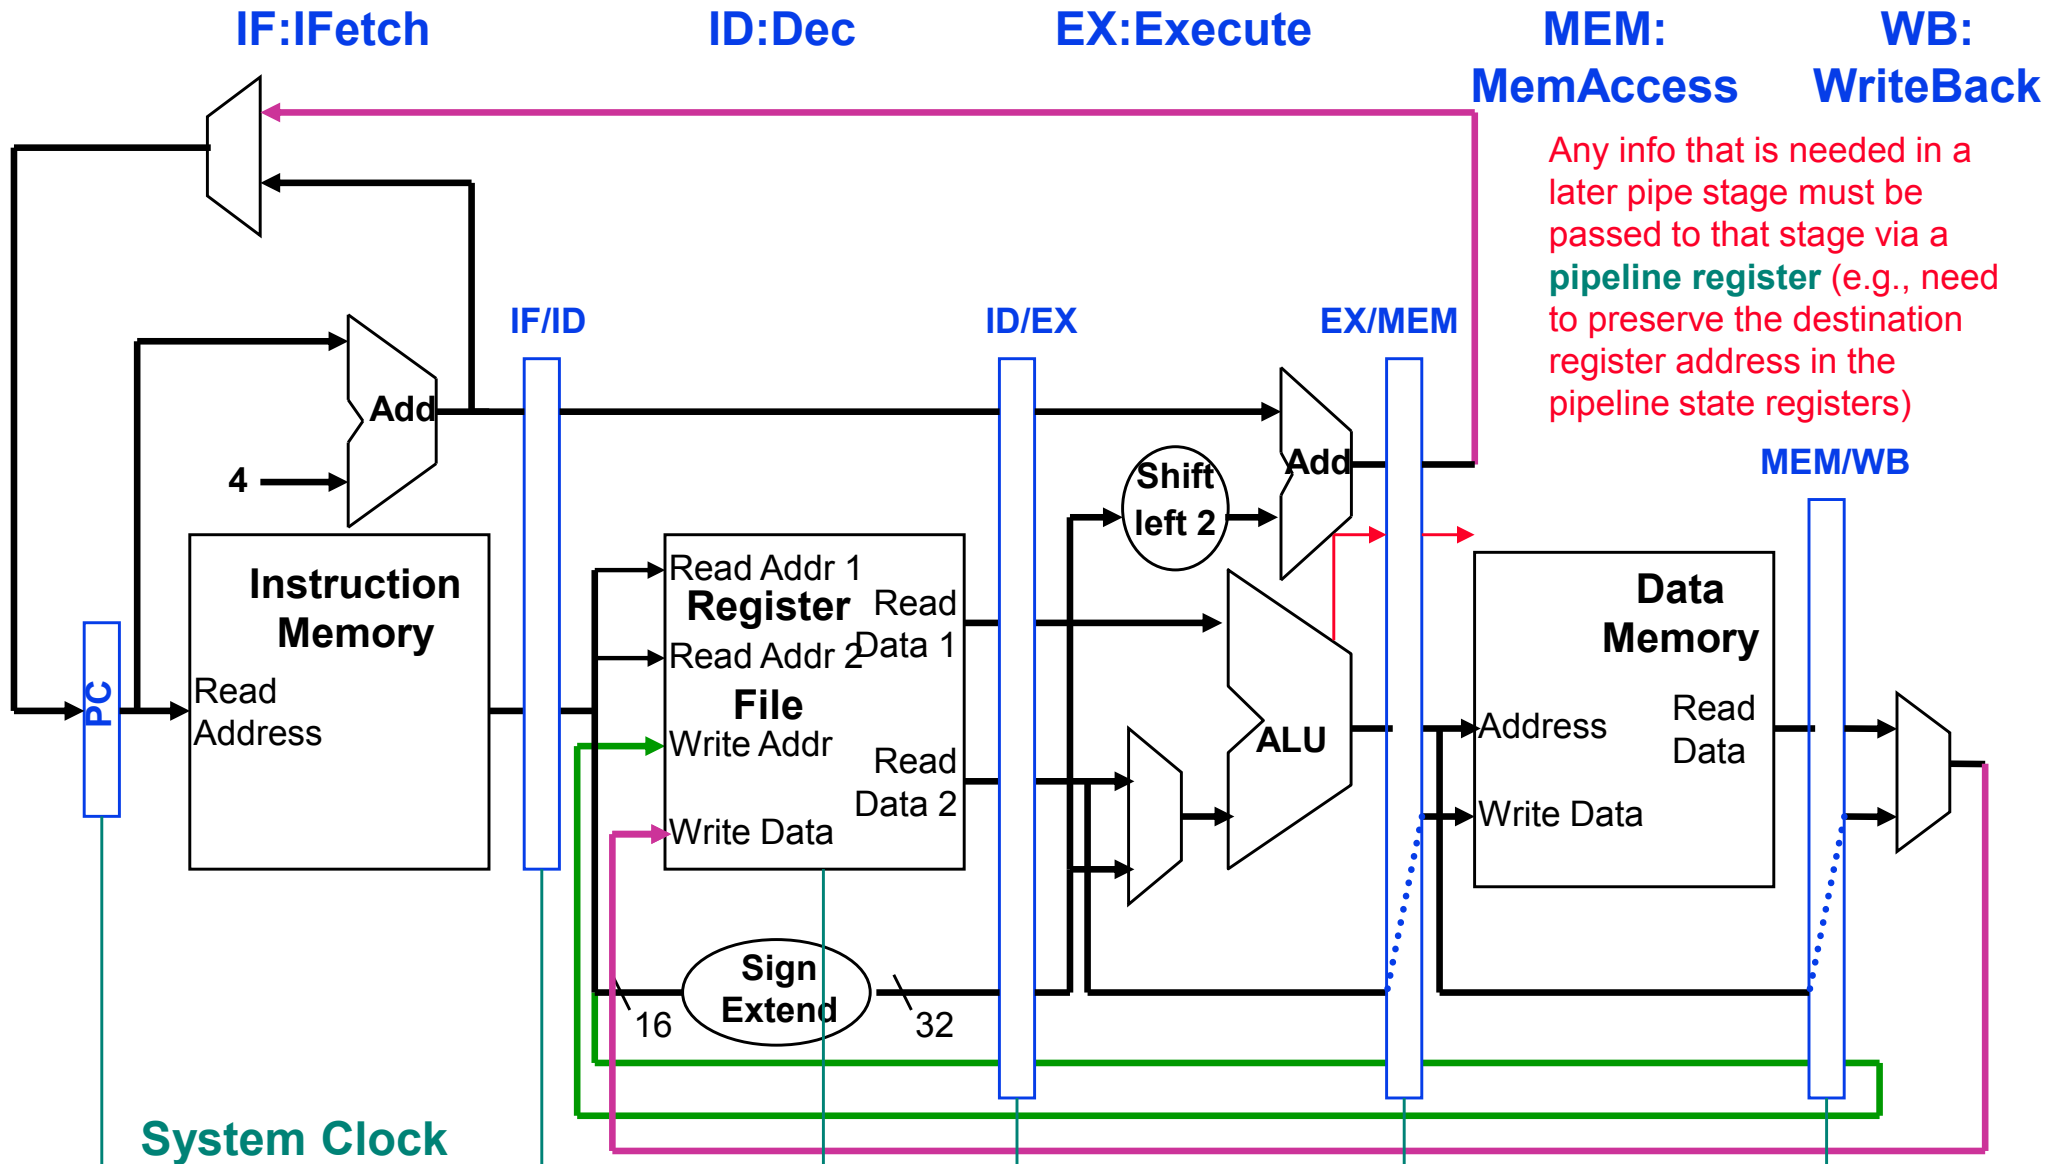 IF:IFetch
ID:Dec
EX:Execute
MEM:
MemAccess
WB:
WriteBack
Any info that is needed in a
later pipe stage must be
passed to that stage via a
pipeline register (e.g., need
to preserve the destination
register address in the
pipeline state registers)
IF/ID
ID/EX
EX/MEM
MEM/WB
Add
4
Shift
left 2
Add
Instruction
Memory
Read
Address
PC
Read Addr 1
Register
Read
Data 1
Read Addr 2
File
Write Addr
Read
Data 2
Write Data
ALU
Data
Memory
Address
Read
Data
Write Data
Sign
Extend
16
32
System Clock